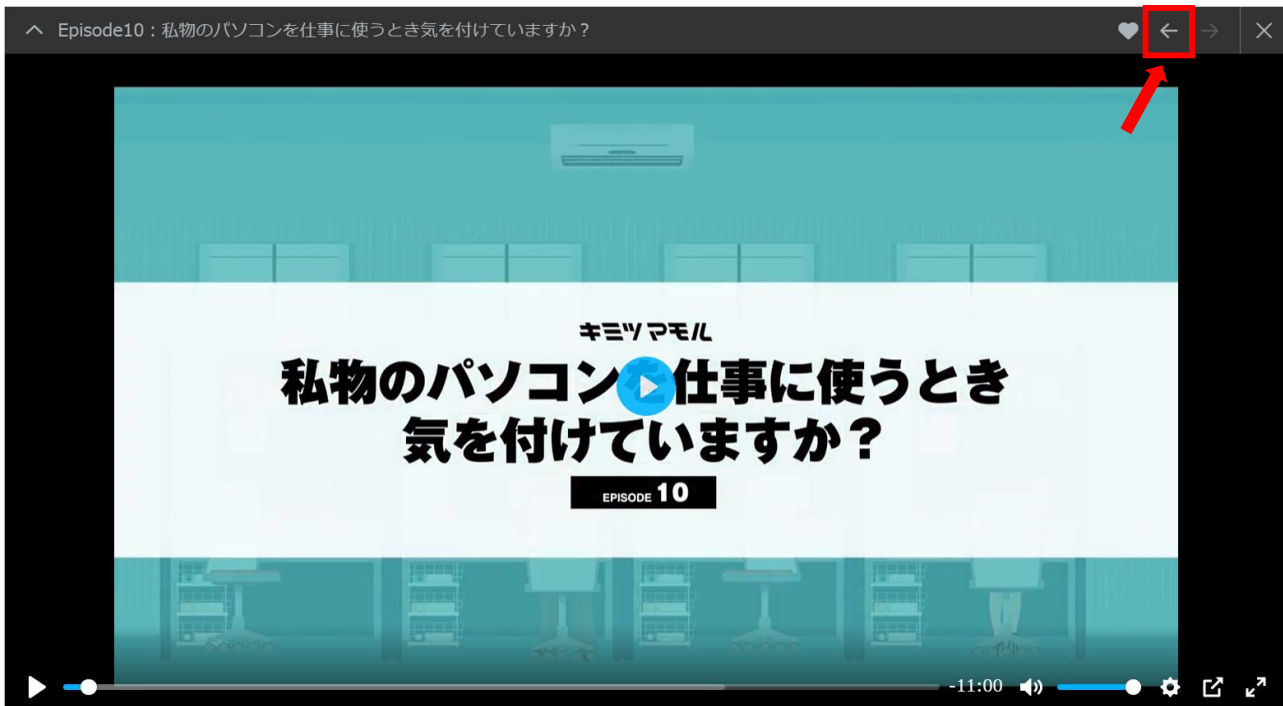 Episode10：私物のパソコンを仕事に使うとき気を付けていますか？
キミツマモル
私物のパソコンを仕事に使うとき
気を付けていますか？
EPISODE 10
-11:00